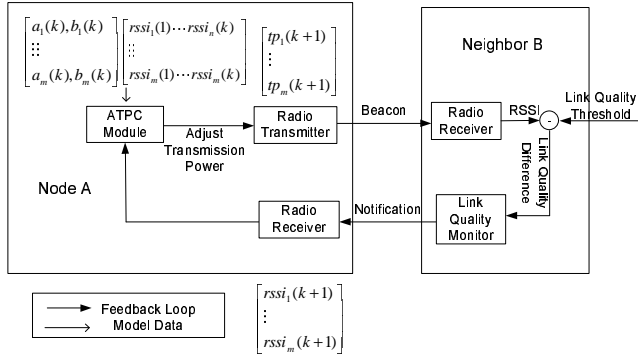 a₁(k), b₁(k)
⋮
aₘ(k), bₘ(k)
rssi₁(1)⋯rssiₙ(k)
⋮
rssiₘ(1)⋯rssiₘ(k)
tp₁(k+1)
⋮
tpₘ(k+1)
ATPC
Module
Adjust
Transmission
Power
Radio
Transmitter
Beacon
Neighbor B
Radio
Receiver
RSSI
-
Link Quality
Threshold
Link Quality
Difference
Node A
Radio
Receiver
Notification
Link
Quality
Monitor
Feedback Loop
Model Data
rssi₁(k+1)
⋮
rssiₘ(k+1)